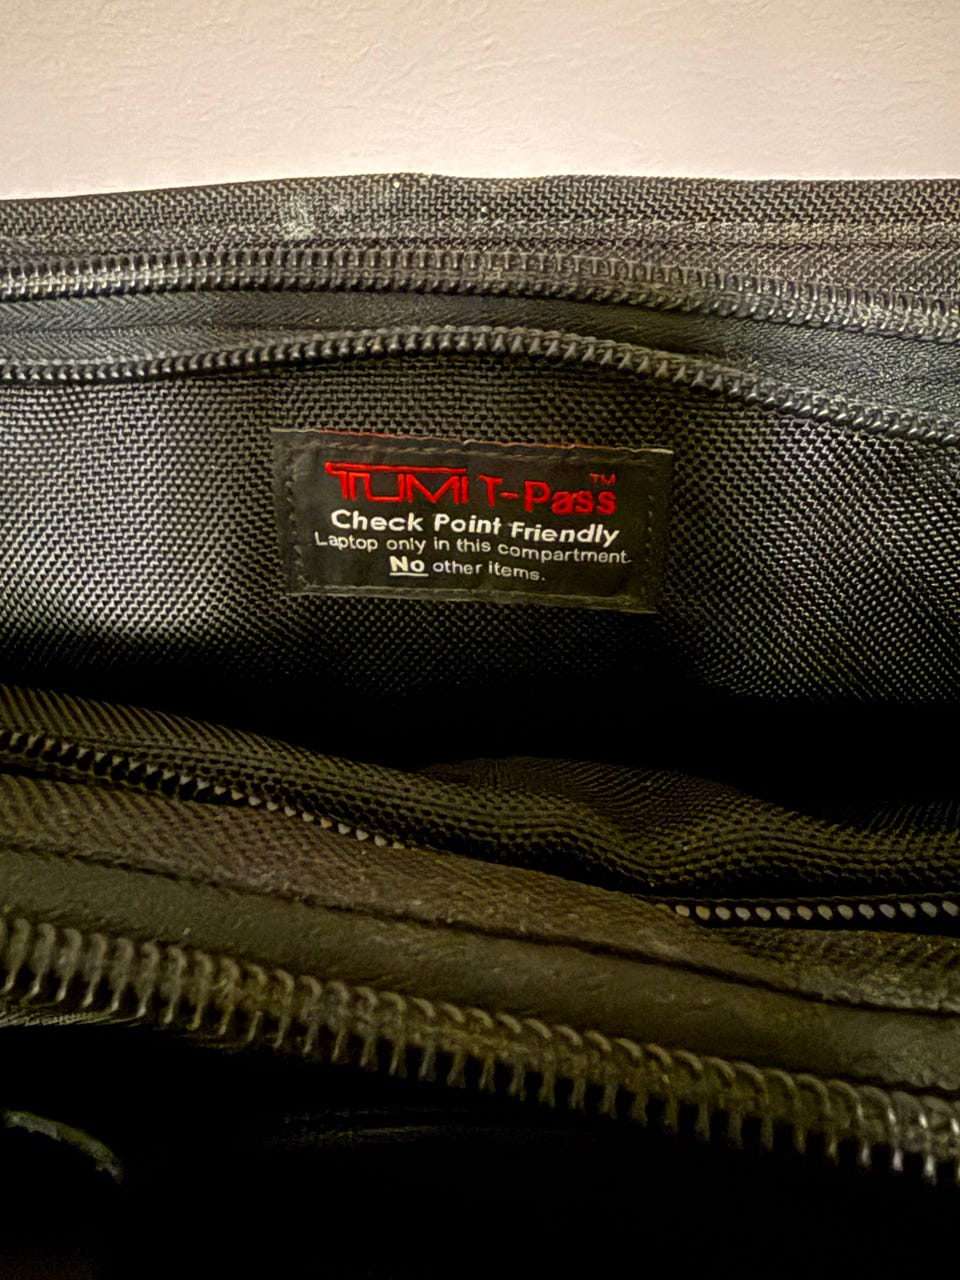 TUMI T-Pass™
Check Point Friendly
Laptop only in this compartment.
No other items.